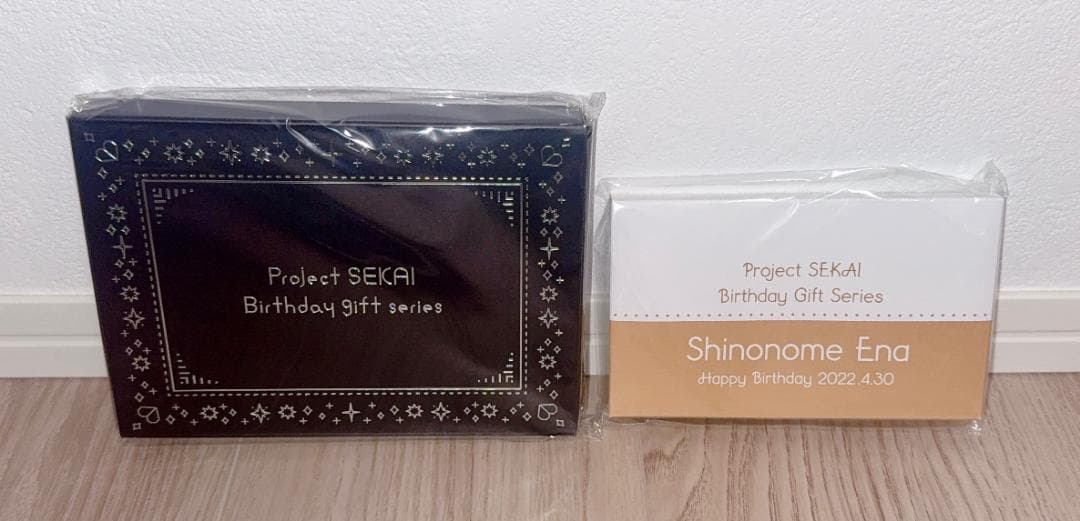 Project SEKAI
Birthday gift series
Project SEKAI
Birthday Gift Series
Shinonome Ena
Happy Birthday 2022.4.30